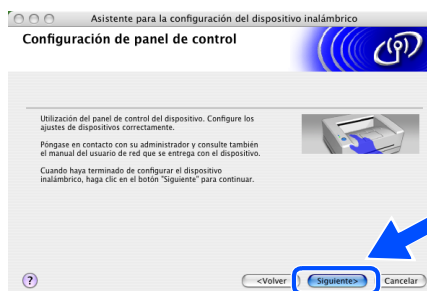 Asistente para la configuración del dispositivo inalámbrico
Configuración de panel de control
Utilización del panel de control del dispositivo. Configure los
ajustes de dispositivos correctamente.
Póngase en contacto con su administrador y consulte también
el manual del usuario de red que se entrega con el dispositivo.
Cuando haya terminado de configurar el dispositivo
inalámbrico, haga clic en el botón "Siguiente" para continuar.
?
<Volver
Siguiente>
Cancelar